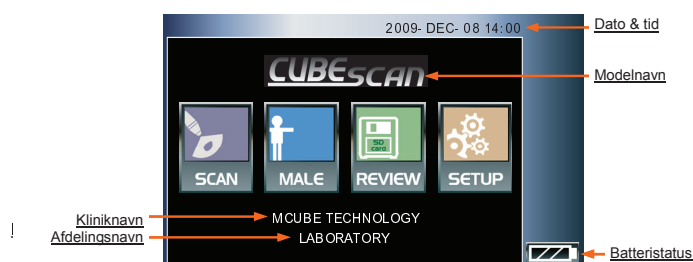 2009- DEC- 08 14:00
Dato & tid
CUBEscan
Modelnavn
SD
card
SCAN MALE REVIEW SETUP
Kliniknavn
MCUBE TECHNOLOGY
Afdelingsnavn
LABORATORY
Batteristatus